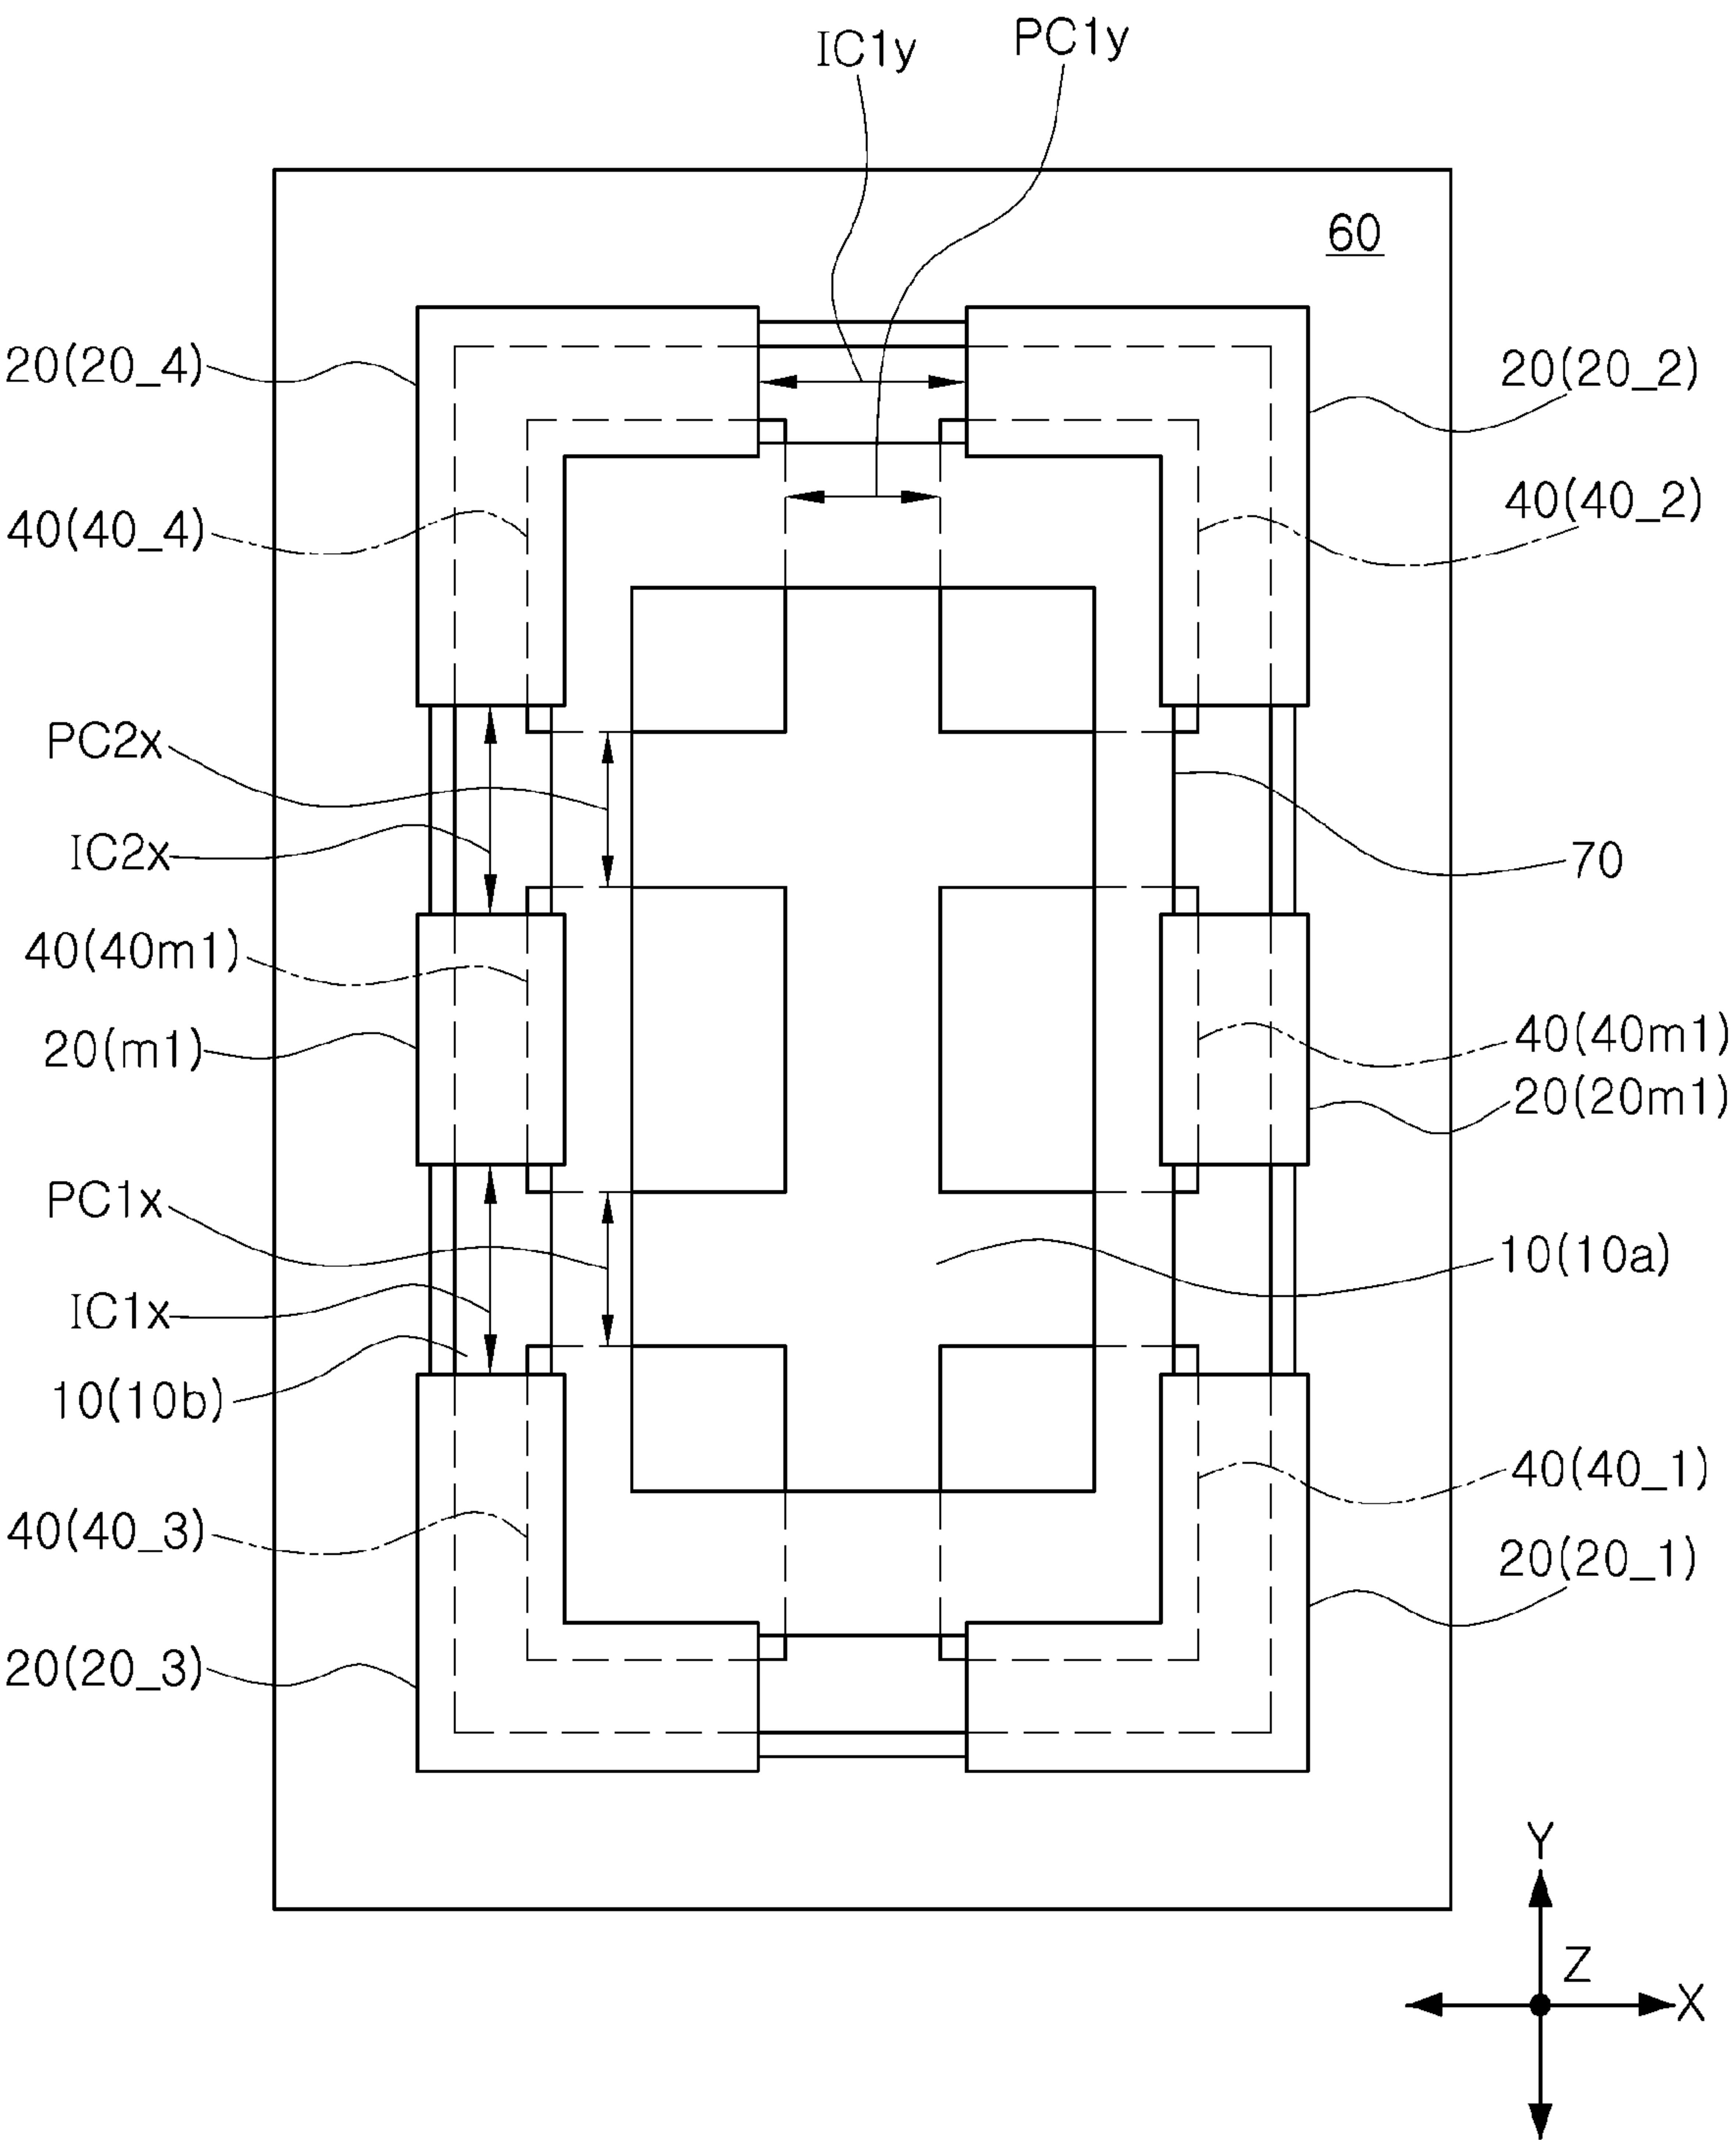 IC1y
PC1y
60
20(20_4)
20(20_2)
40(40_4)
40(40_2)
PC2x
IC2x
70
40(40m1)
20(m1)
40(40m1)
20(20m1)
PC1x
10(10a)
IC1x
10(10b)
40(40_1)
40(40_3)
20(20_1)
20(20_3)
Y
Z
X